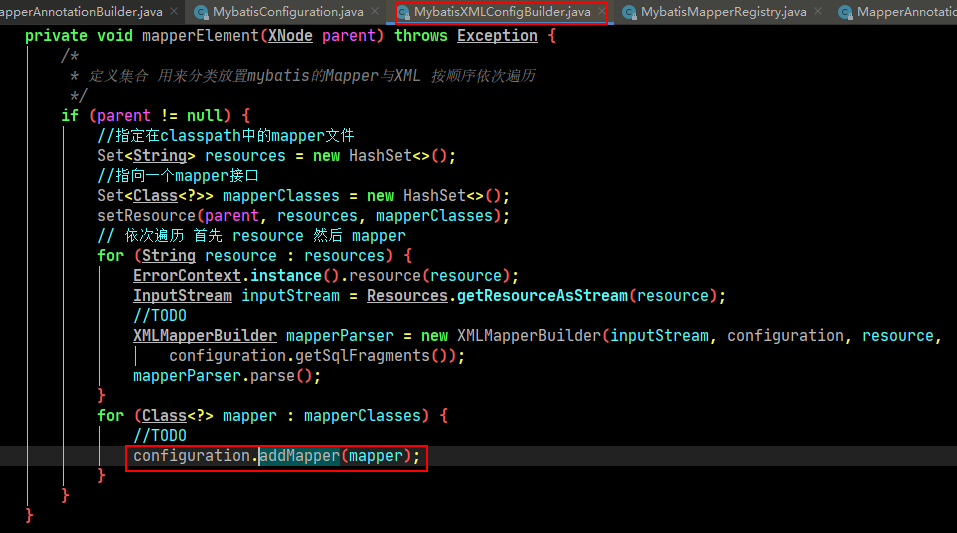 apperAnnotationBuilder.java × MybatisConfiguration.java × MybatisXMLConfigBuilder.java × MybatisMapperRegistry.java × MapperAnnotatio
private void mapperElement(XNode parent) throws Exception {
/*
* 定义集合 用来分类放置mybatis的Mapper与XML 按顺序依次遍历
*/
if (parent != null) {
//指定在classpath中的mapper文件
Set<String> resources = new HashSet<>();
//指向一个mapper接口
Set<Class<?>> mapperClasses = new HashSet<>();
setResource(parent, resources, mapperClasses);
// 依次遍历 首先 resource 然后 mapper
for (String resource : resources) {
ErrorContext.instance().resource(resource);
InputStream inputStream = Resources.getResourceAsStream(resource);
//TODO
XMLMapperBuilder mapperParser = new XMLMapperBuilder(inputStream, configuration, resource,
configuration.getSqlFragments());
mapperParser.parse();
}
for (Class<?> mapper : mapperClasses) {
//TODO
configuration.addMapper(mapper);
}
}
}